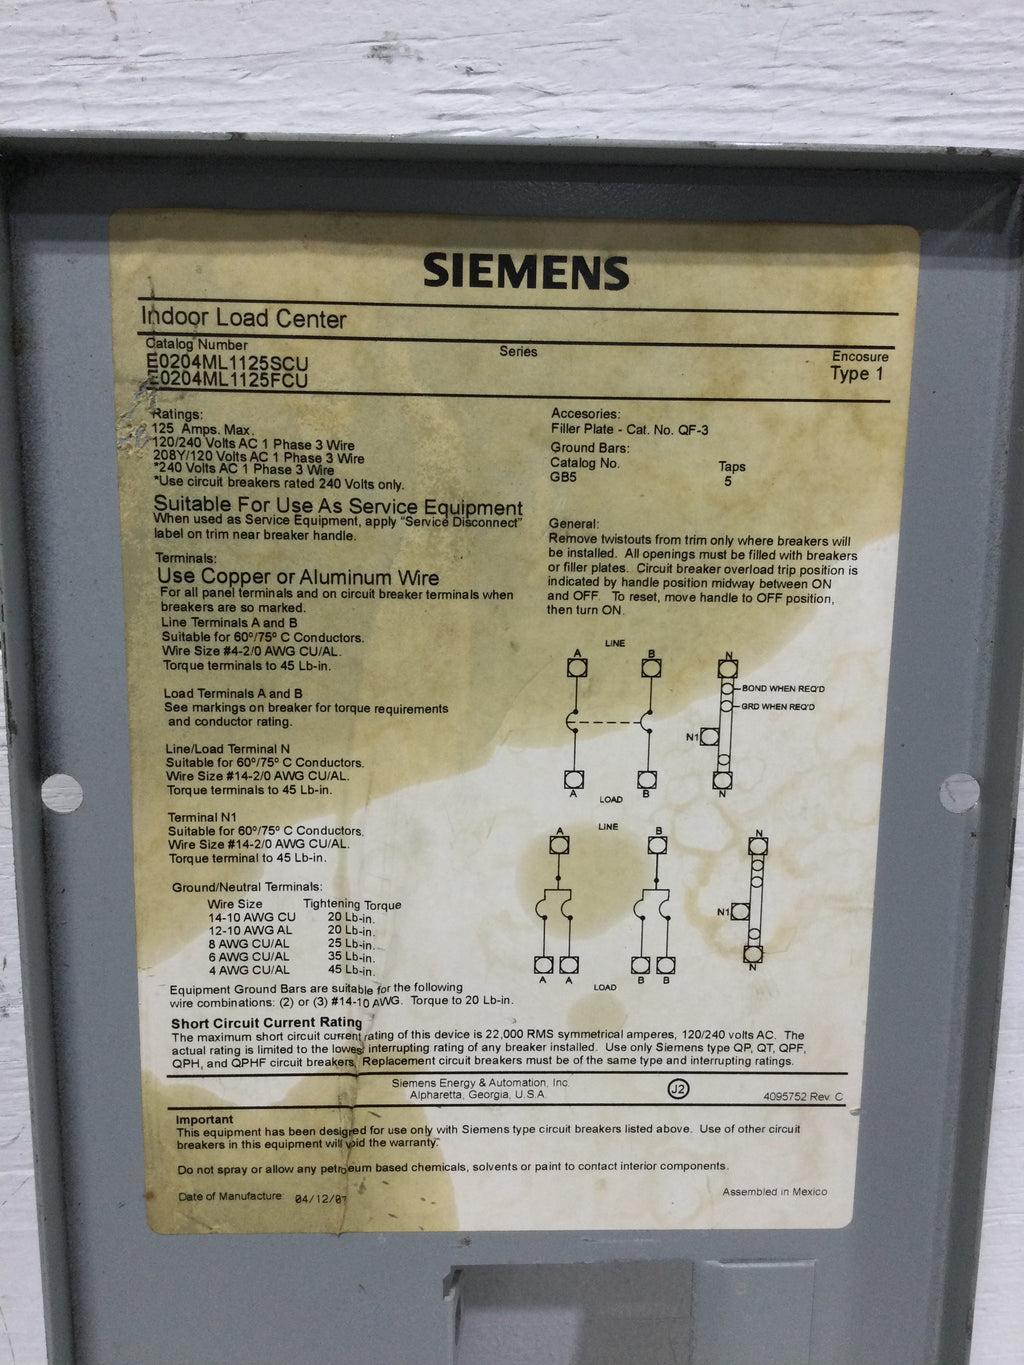 SIEMENS
Indoor Load Center
Catalog Number
E0204ML1125SCU
E0204ML1125FCU
Series
Encosure
Type 1
Ratings:
125 Amps. Max.
120/240 Volts AC 1 Phase 3 Wire
208Y/120 Volts AC 1 Phase 3 Wire
*240 Volts AC 1 Phase 3 Wire
*Use circuit breakers rated 240 Volts only.
Suitable For Use As Service Equipment
When used as Service Equipment, apply "Service Disconnect"
label on trim near breaker handle.
Terminals:
Use Copper or Aluminum Wire
For all panel terminals and on circuit breaker terminals when
breakers are so marked.
Line Terminals A and B
Suitable for 60º/75º C Conductors.
Wire Size #4-2/0 AWG CU/AL.
Torque terminals to 45 Lb-in.
Load Terminals A and B
See markings on breaker for torque requirements
and conductor rating.
Line/Load Terminal N
Suitable for 60º/75º C Conductors.
Wire Size #14-2/0 AWG CU/AL.
Torque terminals to 45 Lb-in.
Terminal N1
Suitable for 60º/75º C Conductors.
Wire Size #14-2/0 AWG CU/AL.
Torque terminal to 45 Lb-in.
Ground/Neutral Terminals:
Wire Size Tightening Torque
14-10 AWG CU 20 Lb-in.
12-10 AWG AL 20 Lb-in.
8 AWG CU/AL 25 Lb-in.
6 AWG CU/AL 35 Lb-in.
4 AWG CU/AL 45 Lb-in.
Equipment Ground Bars are suitable for the following
wire combinations: (2) or (3) #14-10 AWG. Torque to 20 Lb-in.
Accesories:
Filler Plate - Cat. No. QF-3
Ground Bars:
Catalog No. Taps
GB5 5
General:
Remove twistouts from trim only where breakers will
be installed. All openings must be filled with breakers
or filler plates. Circuit breaker overload trip position is
indicated by handle position midway between ON
and OFF. To reset, move handle to OFF position,
then turn ON.
LINE
A B N
BOND WHEN REQ'D
GRD WHEN REQ'D
N1
A B N
LOAD
LINE
A B N
N1
A A B B N
LOAD
Short Circuit Current Rating
The maximum short circuit current rating of this device is 22,000 RMS symmetrical amperes, 120/240 volts AC. The
actual rating is limited to the lowest interrupting rating of any breaker installed. Use only Siemens type QP, QT, QPF,
QPH, and QPHF circuit breakers. Replacement circuit breakers must be of the same type and interrupting ratings.
Siemens Energy & Automation, Inc.
Alpharetta, Georgia, U.S.A.
J2
4095752 Rev. C
Important
This equipment has been designed for use only with Siemens type circuit breakers listed above. Use of other circuit
breakers in this equipment will void the warranty.
Do not spray or allow any petroleum based chemicals, solvents or paint to contact interior components.
Date of Manufacture: 04/12/07
Assembled in Mexico